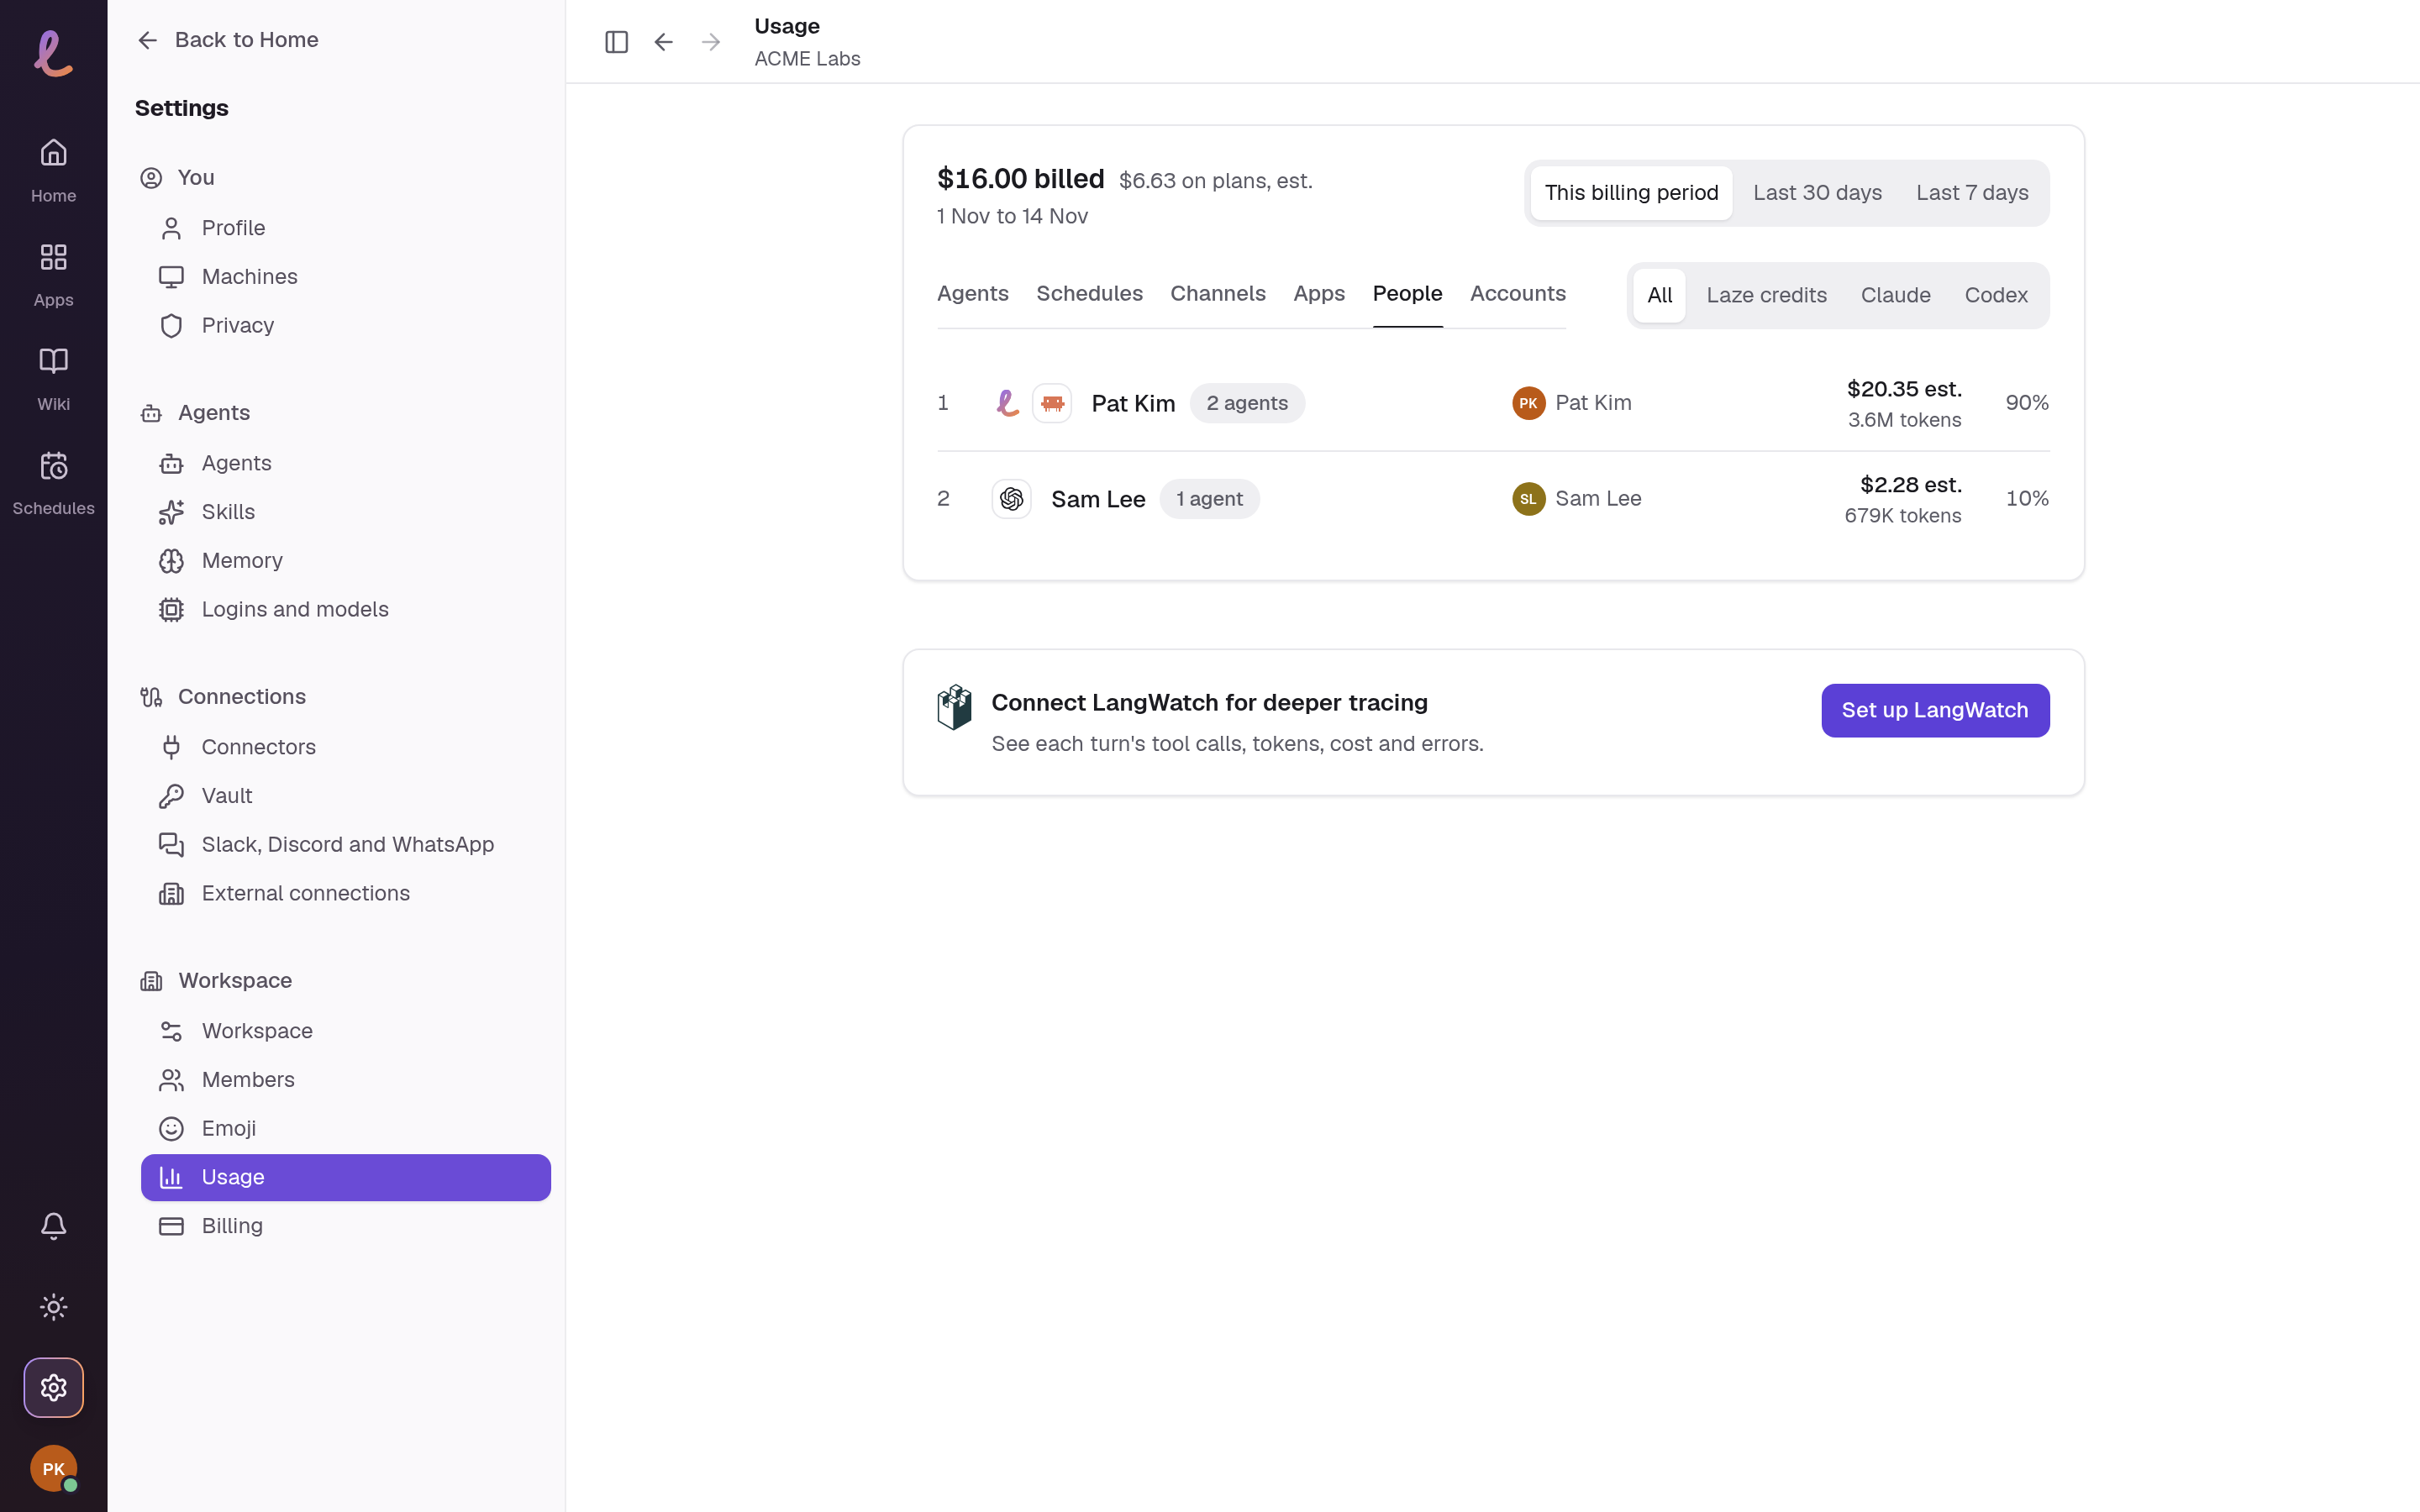 Back to Home
Settings
Home
Apps
Wiki
Schedules
You
Profile
Machines
Privacy
Agents
Agents
Skills
Memory
Logins and models
Connections
Connectors
Vault
Slack, Discord and WhatsApp
External connections
Workspace
Workspace
Members
Emoji
Usage
Billing
PK
Usage
ACME Labs
$16.00 billed $6.63 on plans, est.
1 Nov to 14 Nov
This billing period Last 30 days Last 7 days
Agents Schedules Channels Apps People Accounts
All Laze credits Claude Codex
1 Pat Kim 2 agents PK Pat Kim $20.35 est. 90%
3.6M tokens
2 Sam Lee 1 agent SL Sam Lee $2.28 est. 10%
679K tokens
Connect LangWatch for deeper tracing
See each turn's tool calls, tokens, cost and errors.
Set up LangWatch